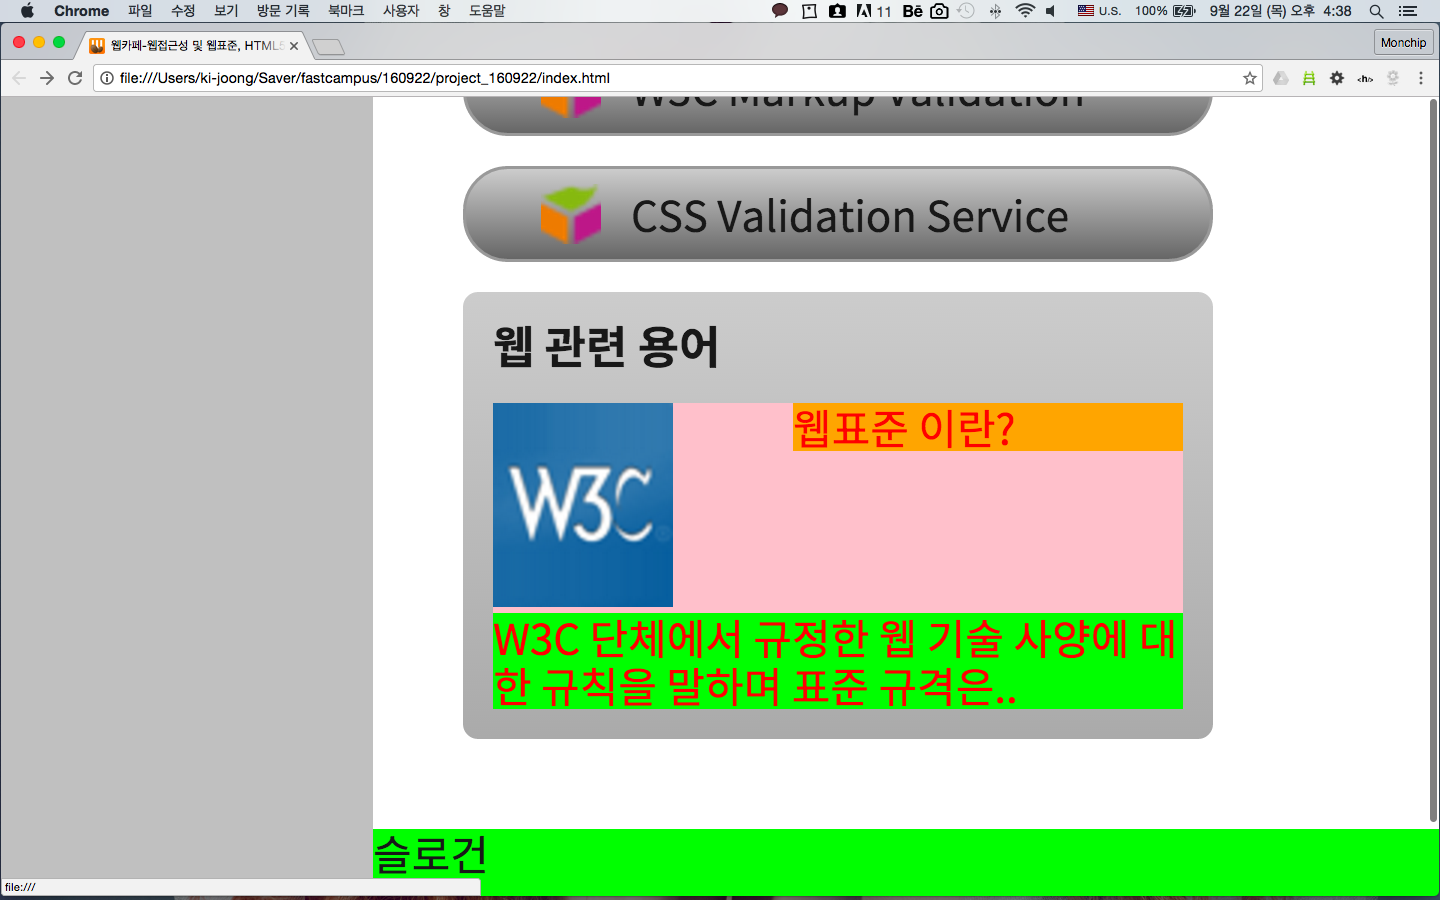 Chrome 파일 수정 보기 방문 기록 북마크 사용자 창 도움말 11 Bē U.S. 100% 9월 22일 (목) 오후 4:38
웹카페-웹접근성 및 웹표준, HTML5
Monchip
file:///Users/ki-joong/Saver/fastcampus/160922/project_160922/index.html
<h/>
W3C Markup Validation
CSS Validation Service
웹 관련 용어
W3C
웹표준 이란?
W3C 단체에서 규정한 웹 기술 사양에 대
한 규칙을 말하며 표준 규격은..
슬로건
file:///